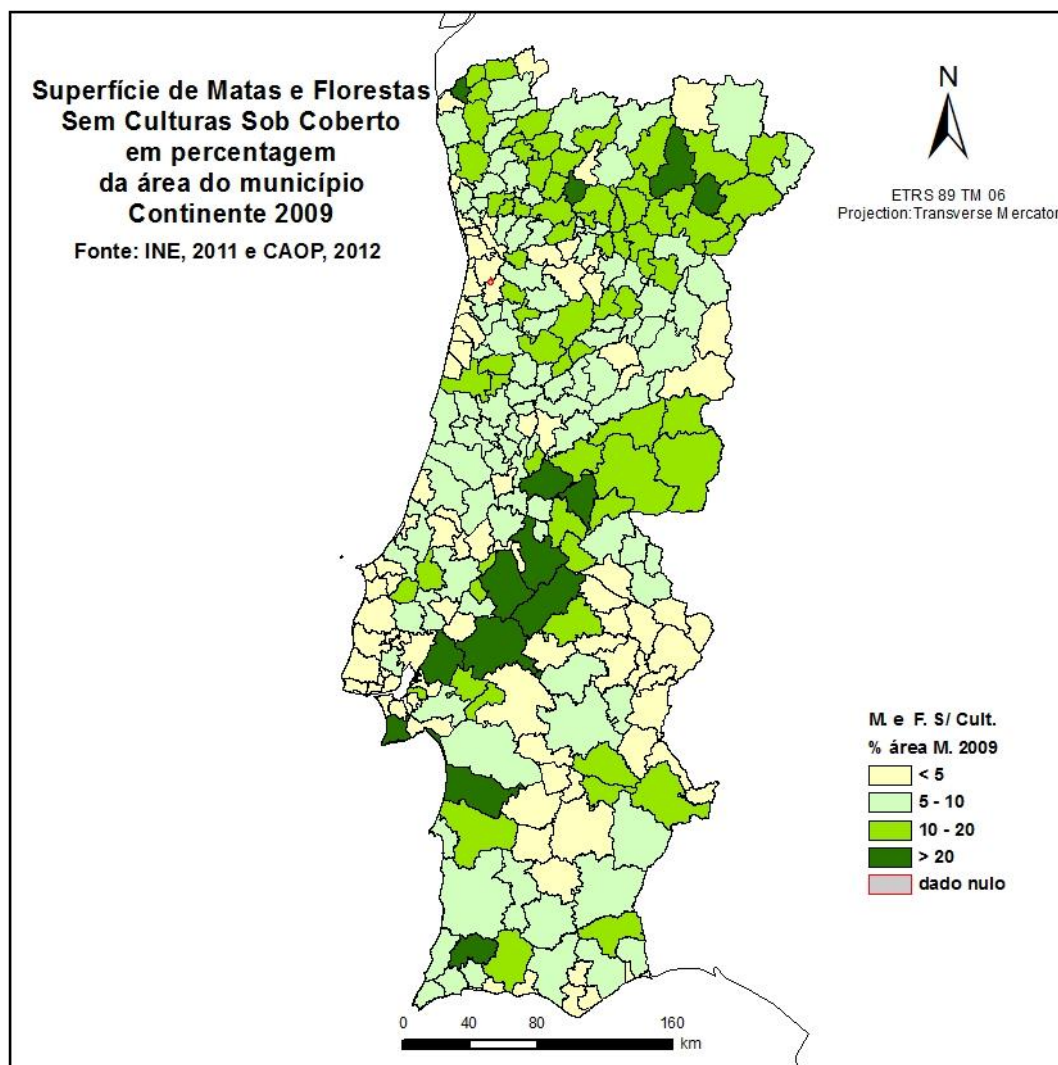 Superfície de Matas e Florestas
Sem Culturas Sob Coberto
em percentagem
da área do município
Continente 2009
Fonte: INE, 2011 e CAOP, 2012
N
ETRS 89 TM 06
Projection: Transverse Mercator
M. e F. S/ Cult.
% área M. 2009
< 5
5 - 10
10 - 20
> 20
dado nulo
0 40 80 160
km